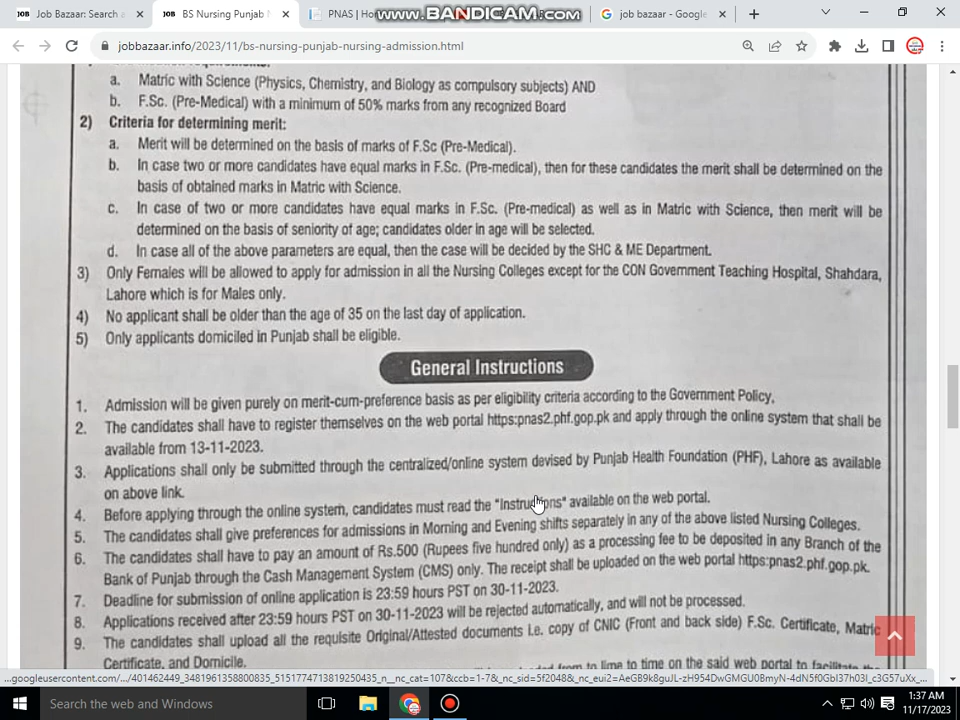 Job Bazaar: Search a
BS Nursing Punjab N
PNAS | Ho
WWW.BANDICAM.COM
job bazaar - Google
jobbazaar.info/2023/11/bs-nursing-punjab-nursing-admission.html
a. Matric with Science (Physics, Chemistry, and Biology as compulsory subjects) AND
b. F.Sc. (Pre-Medical) with a minimum of 50% marks from any recognized Board
2) Criteria for determining merit:
a. Merit will be determined on the basis of marks of F.Sc (Pre-Medical).
b. In case two or more candidates have equal marks in F.Sc. (Pre-medical), then for these candidates the merit shall be determined on the
basis of obtained marks in Matric with Science.
c. In case of two or more candidates have equal marks in F.Sc. (Pre-medical) as well as in Matric with Science, then merit will be
determined on the basis of seniority of age; candidates older in age will be selected.
d. In case all of the above parameters are equal, then the case will be decided by the SHC & ME Department.
3) Only Females will be allowed to apply for admission in all the Nursing Colleges except for the CON Government Teaching Hospital, Shahdara,
Lahore which is for Males only.
4) No applicant shall be older than the age of 35 on the last day of application.
5) Only applicants domiciled in Punjab shall be eligible.
General Instructions
1. Admission will be given purely on merit-cum-preference basis as per eligibility criteria according to the Government Policy,
2. The candidates shall have to register themselves on the web portal https:pnas2.phf.gop.pk and apply through the online system that shall be
available from 13-11-2023.
3. Applications shall only be submitted through the centralized/online system devised by Punjab Health Foundation (PHF), Lahore as available
on above link.
4. Before applying through the online system, candidates must read the "Instructions" available on the web portal.
5. The candidates shall give preferences for admissions in Morning and Evening shifts separately in any of the above listed Nursing Colleges.
6. The candidates shall have to pay an amount of Rs.500 (Rupees five hundred only) as a processing fee to be deposited in any Branch of the
Bank of Punjab through the Cash Management System (CMS) only. The receipt shall be uploaded on the web portal https:pnas2.phf.gop.pk.
7. Deadline for submission of online application is 23:59 hours PST on 30-11-2023.
8. Applications received after 23:59 hours PST on 30-11-2023 will be rejected automatically, and will not be processed.
9. The candidates shall upload all the requisite Original/Attested documents i.e. copy of CNIC (Front and back side) F.Sc. Certificate, Matric
Certificate, and Domicile.
from to time to time on the said web portal to facilitate the
Search the web and Windows
1:37 AM
11/17/2023